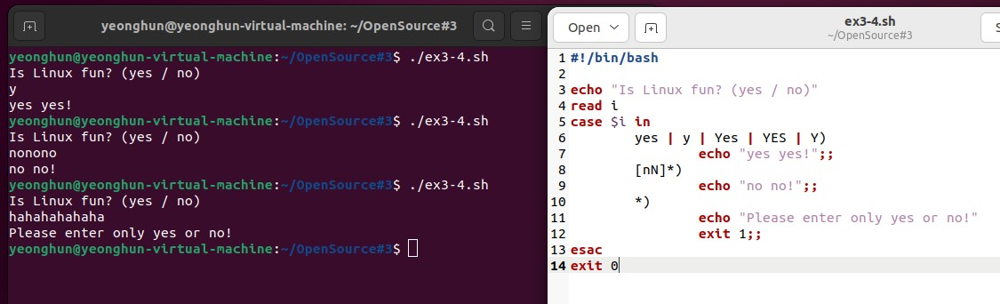 yeonghun@yeonghun-virtual-machine: ~/OpenSource#3
yeonghun@yeonghun-virtual-machine:~/OpenSource#3$ ./ex3-4.sh
Is Linux fun? (yes / no)
y
yes yes!
yeonghun@yeonghun-virtual-machine:~/OpenSource#3$ ./ex3-4.sh
Is Linux fun? (yes / no)
nonono
no no!
yeonghun@yeonghun-virtual-machine:~/OpenSource#3$ ./ex3-4.sh
Is Linux fun? (yes / no)
hahahahahaha
Please enter only yes or no!
yeonghun@yeonghun-virtual-machine:~/OpenSource#3$
Open
ex3-4.sh
~/OpenSource#3
S
1 #!/bin/bash
2
3 echo "Is Linux fun? (yes / no)"
4 read i
5 case $i in
6 yes | y | Yes | YES | Y)
7 echo "yes yes!";;
8 [nN]*)
9 echo "no no!";;
10 *)
11 echo "Please enter only yes or no!"
12 exit 1;;
13 esac
14 exit 0